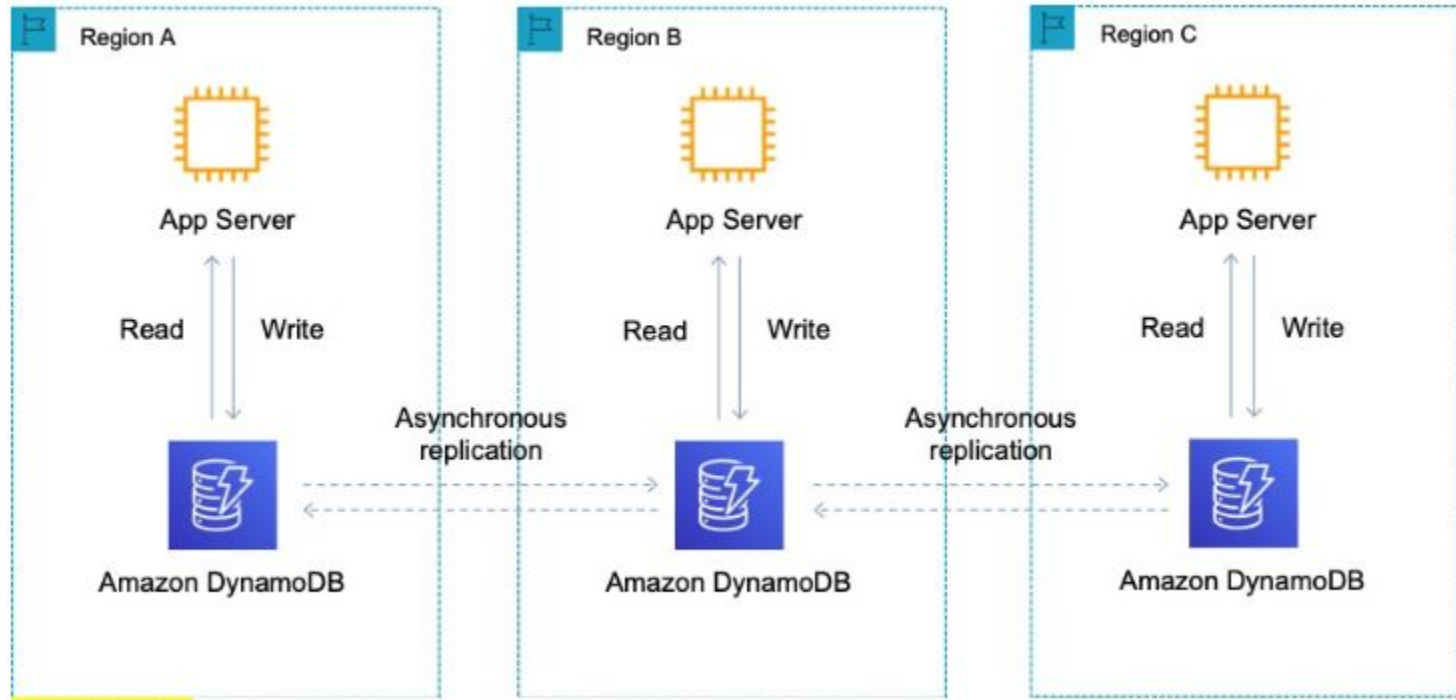 Region A
Region B
Region C
App Server
App Server
App Server
Read
Write
Read
Write
Read
Write
Asynchronous
replication
Asynchronous
replication
Amazon DynamoDB
Amazon DynamoDB
Amazon DynamoDB